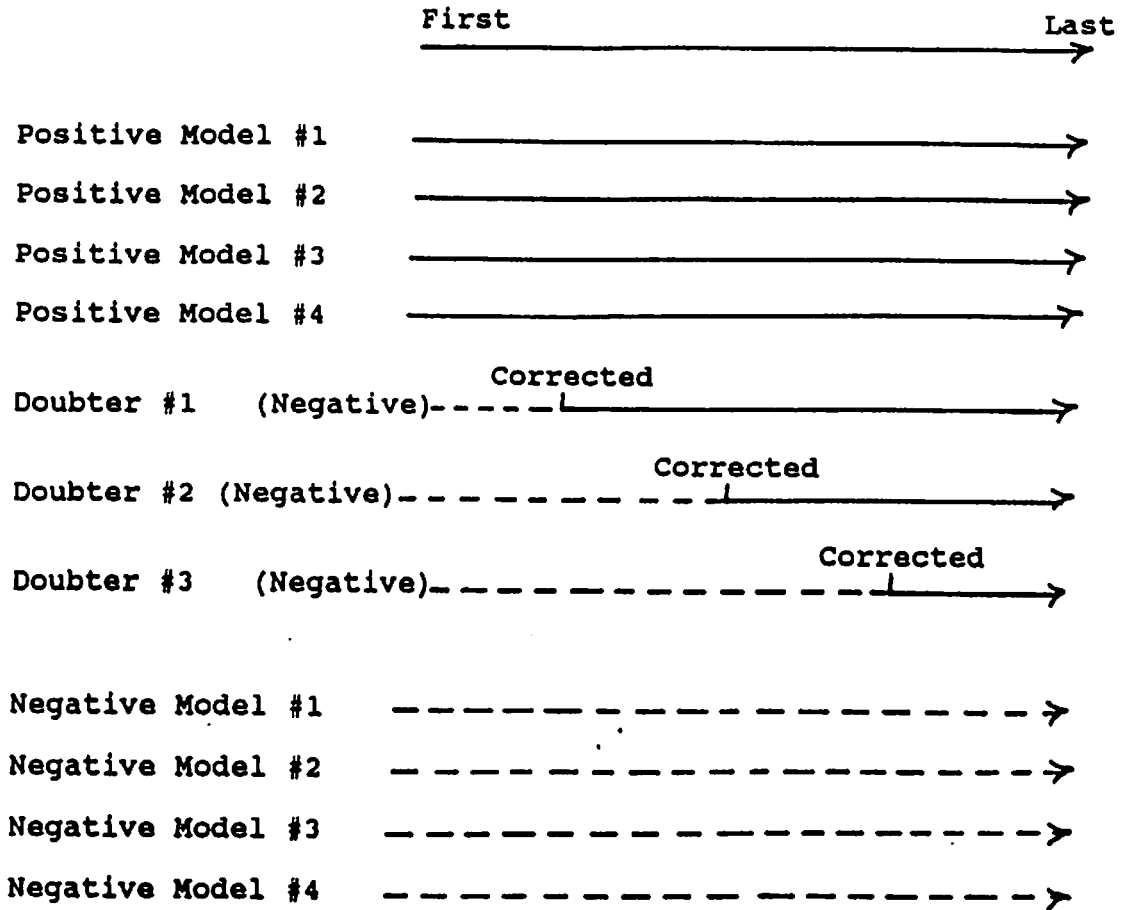 First Last
Positive Model #1
Positive Model #2
Positive Model #3
Positive Model #4
Corrected
Doubter #1 (Negative)
Corrected
Doubter #2 (Negative)
Corrected
Doubter #3 (Negative)
Negative Model #1
Negative Model #2
Negative Model #3
Negative Model #4